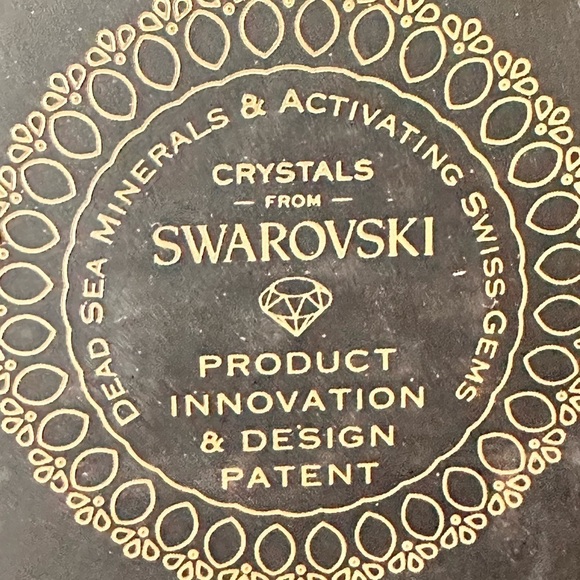 DEAD SEA MINERALS & ACTIVATING SWISS GEMS
CRYSTALS
— FROM —
SWAROVSKI
PRODUCT
INNOVATION
& DESIGN
PATENT